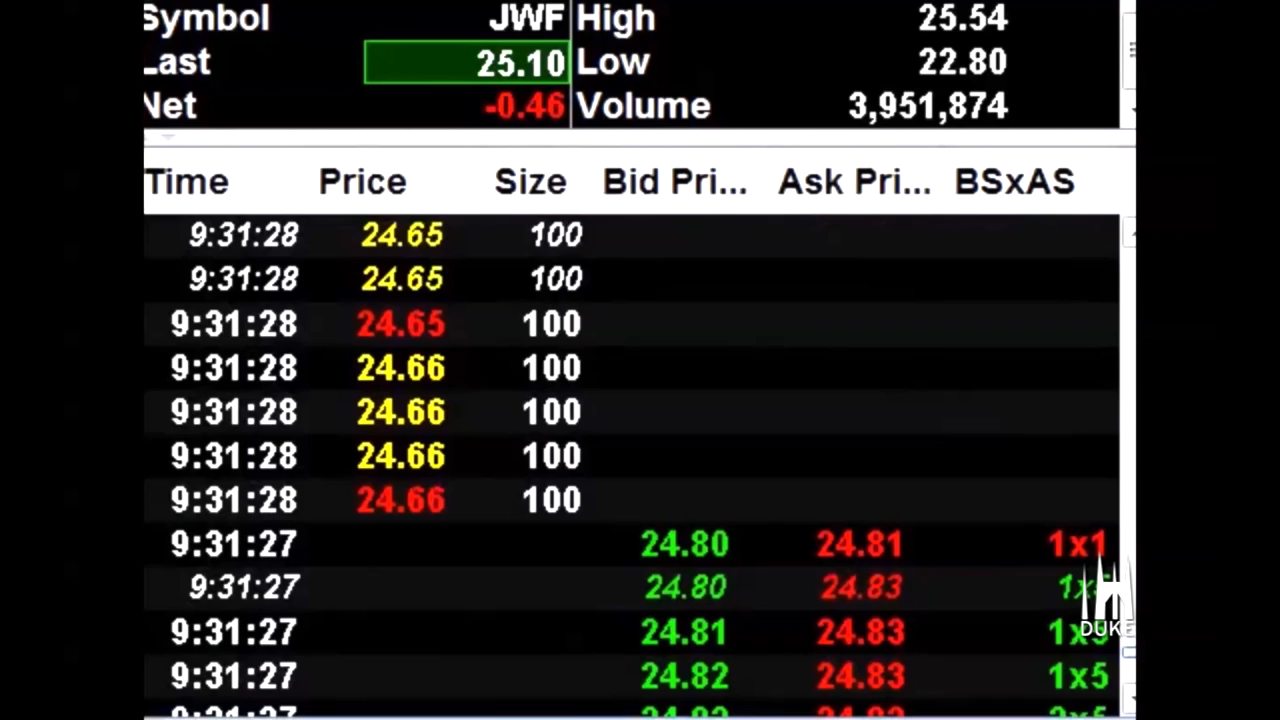 Symbol JWF High 25.54
Last 25.10 Low 22.80
Net -0.46 Volume 3,951,874
Time Price Size Bid Pri... Ask Pri... BSxAS
9:31:28 24.65 100
9:31:28 24.65 100
9:31:28 24.65 100
9:31:28 24.66 100
9:31:28 24.66 100
9:31:28 24.66 100
9:31:28 24.66 100
9:31:27 24.80 24.81 1x1
9:31:27 24.80 24.83
9:31:27 24.81 24.83 1x5
DUKE
9:31:27 24.82 24.83 1x5